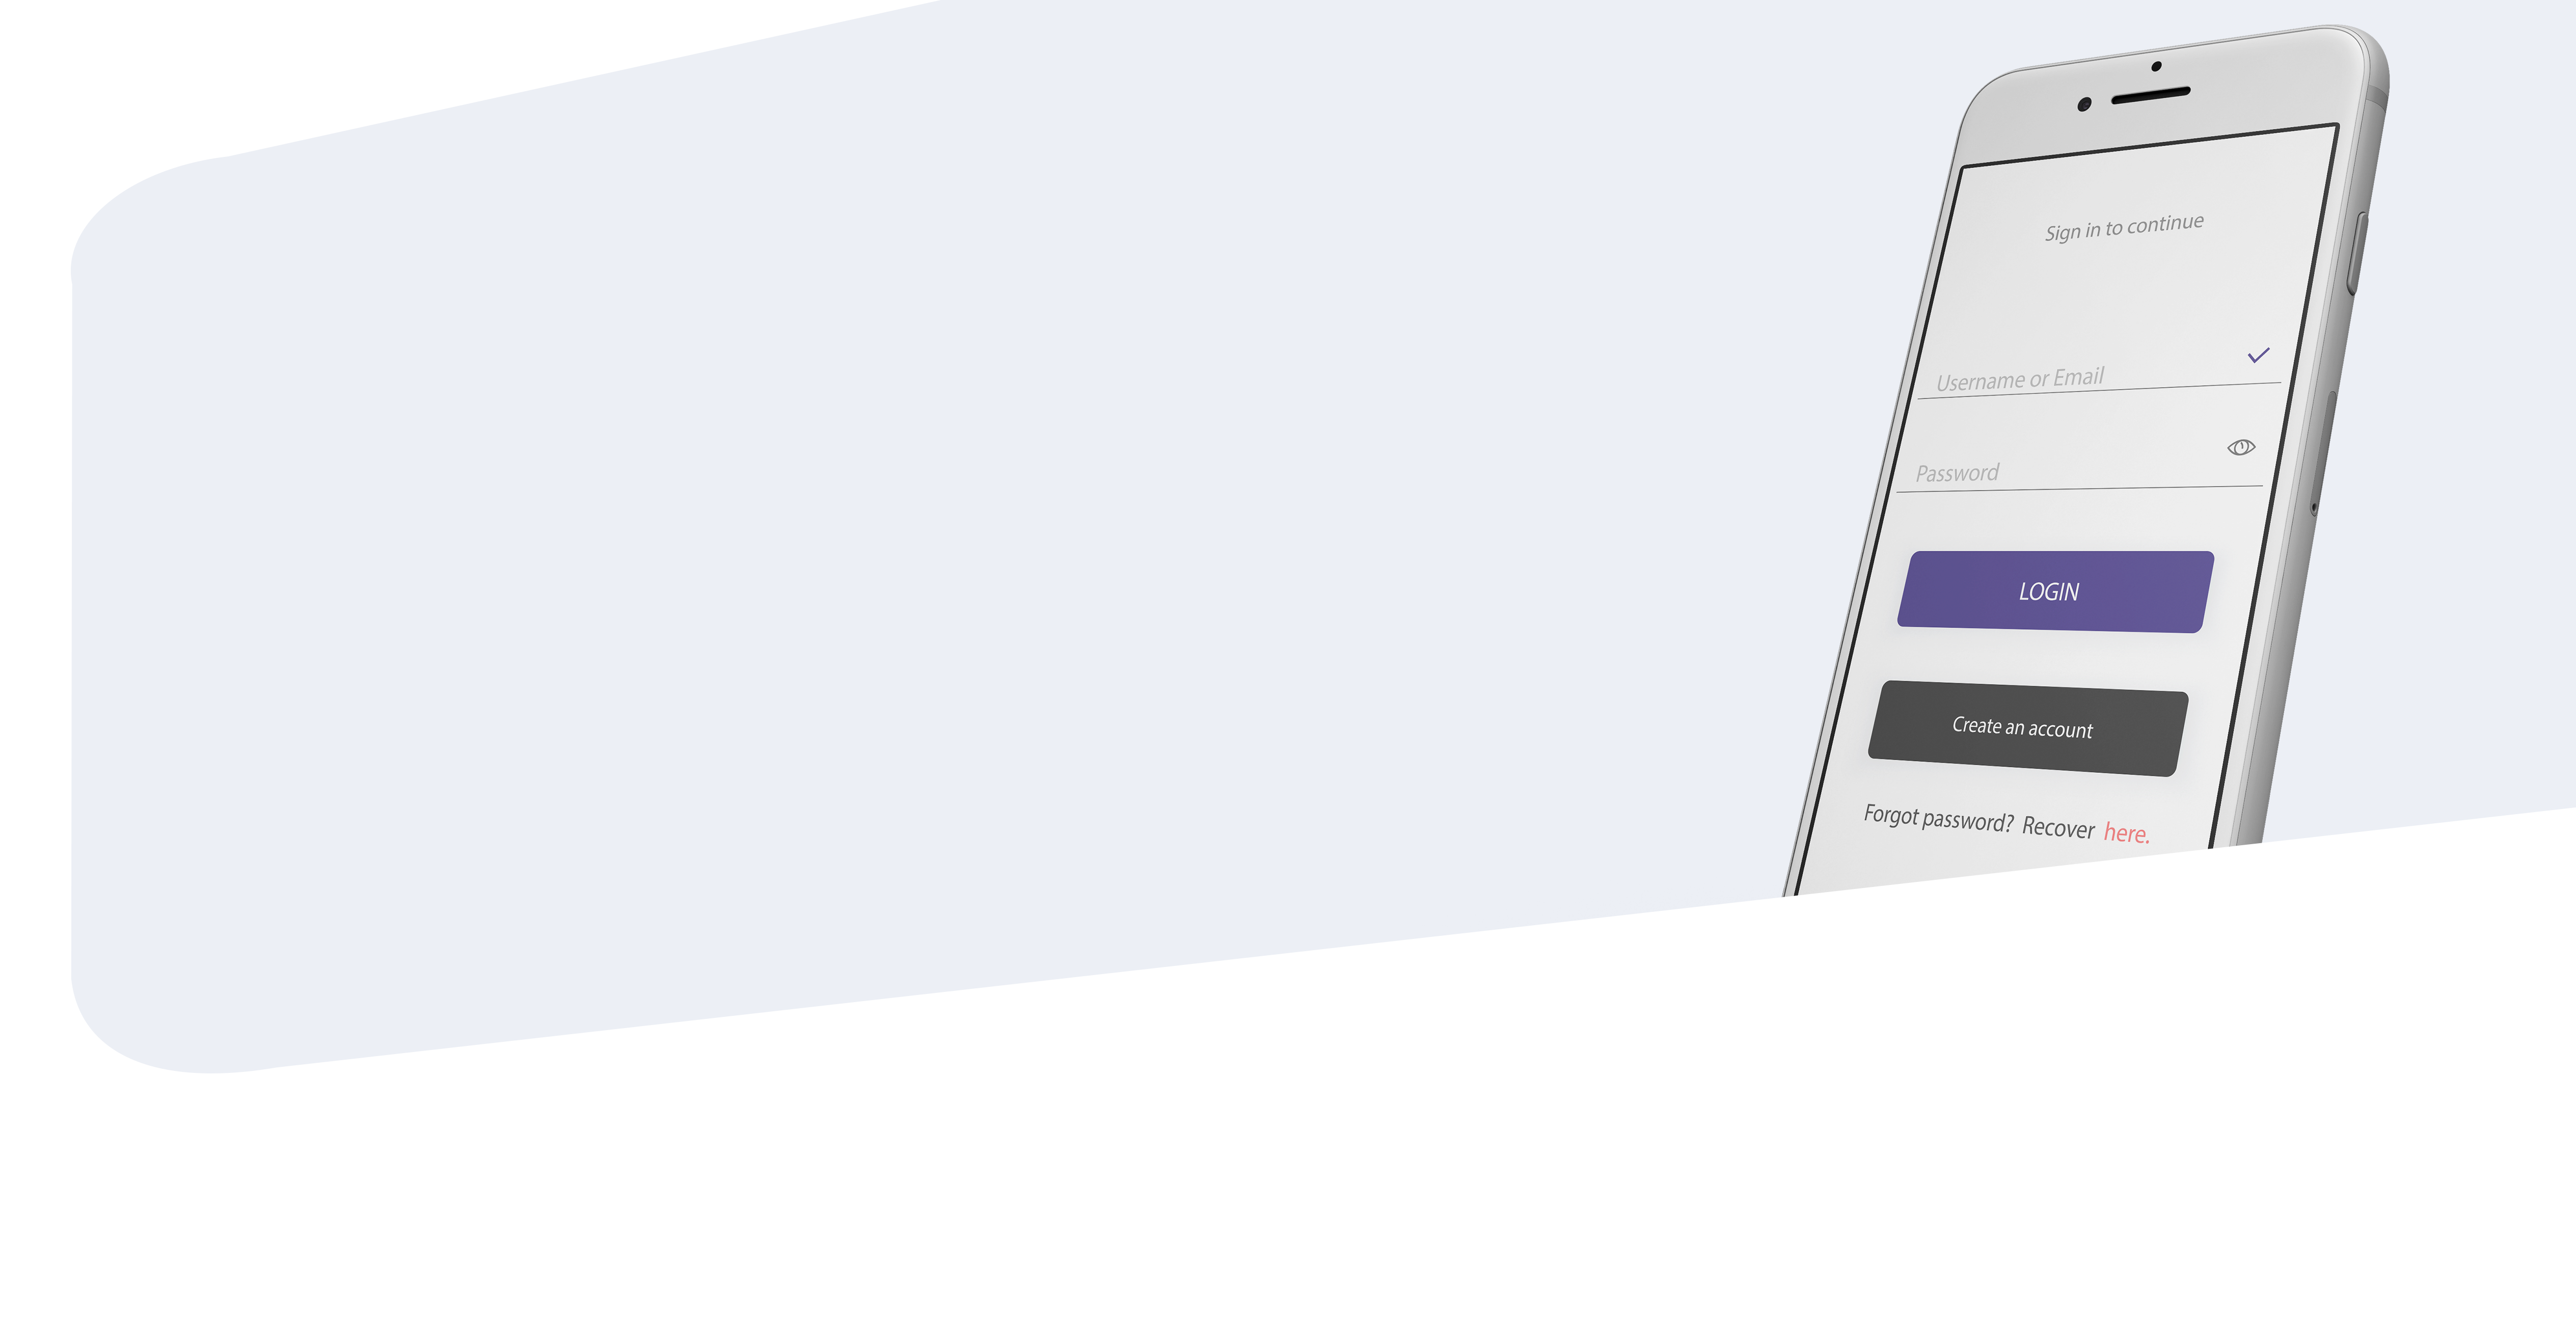 Sign in to continue
Username or Email
Password
LOGIN
Create an account
Forgot password? Recover here.